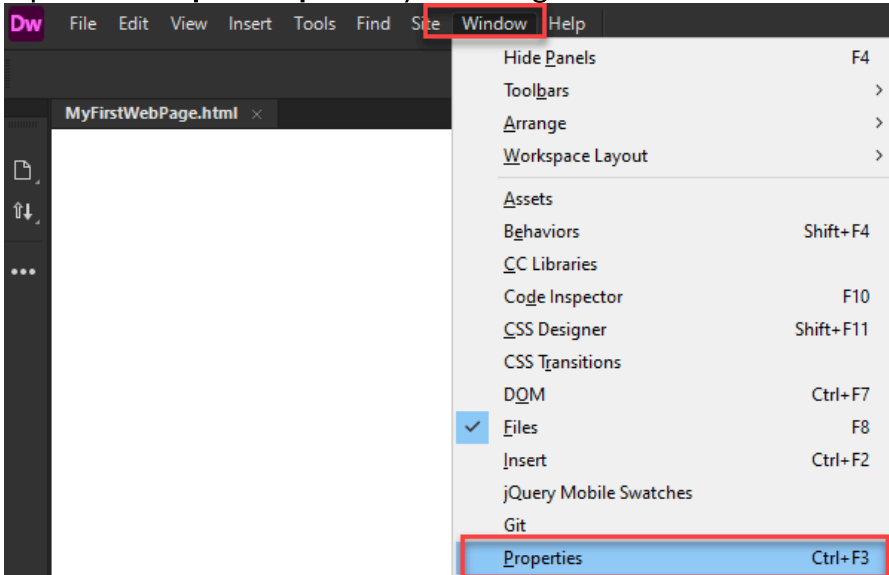 Dw File Edit View Insert Tools Find Site Window Help
MyFirstWebPage.html ×
Hide Panels F4
Toolbars >
Arrange >
Workspace Layout >
Assets
Behaviors Shift+F4
CC Libraries
Code Inspector F10
CSS Designer Shift+F11
CSS Transitions
DOM Ctrl+F7
Files F8
Insert Ctrl+F2
jQuery Mobile Swatches
Git
Properties Ctrl+F3